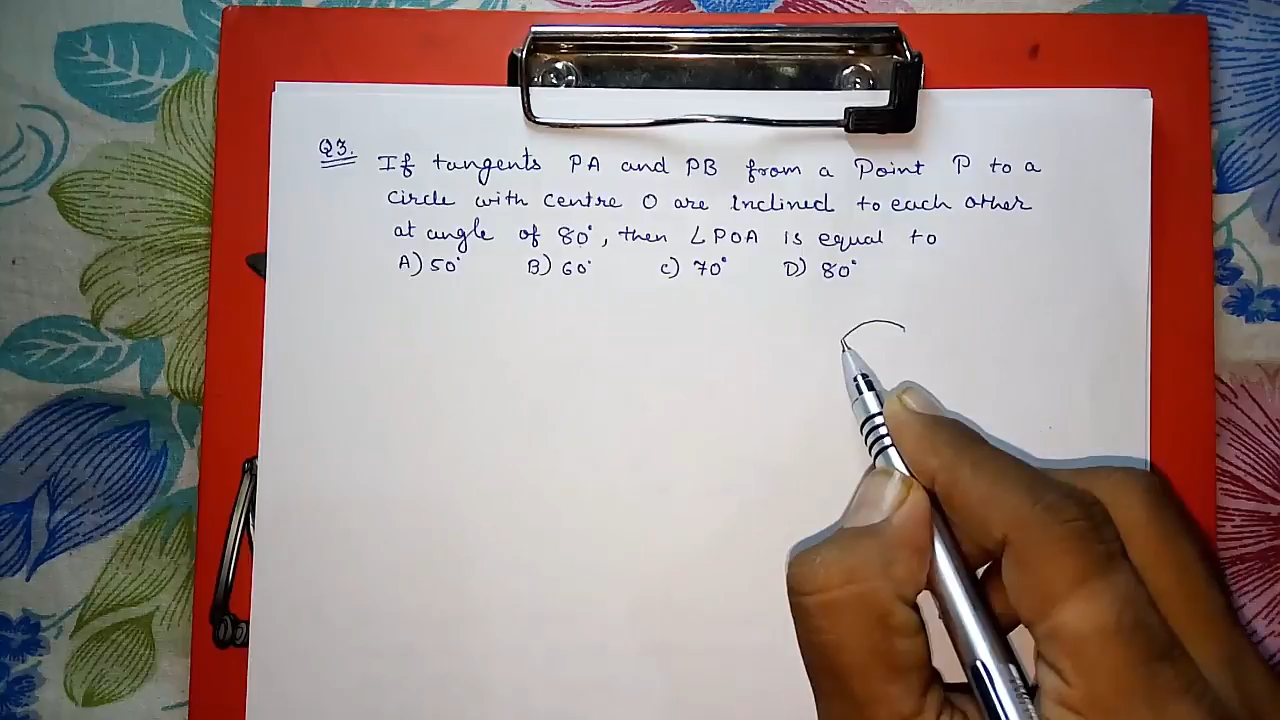 Q3. If tangents PA and PB from a Point P to a
circle with centre O are Inclined to each other
at angle of 80°, then ∠POA is equal to
A) 50° B) 60° C) 70° D) 80°